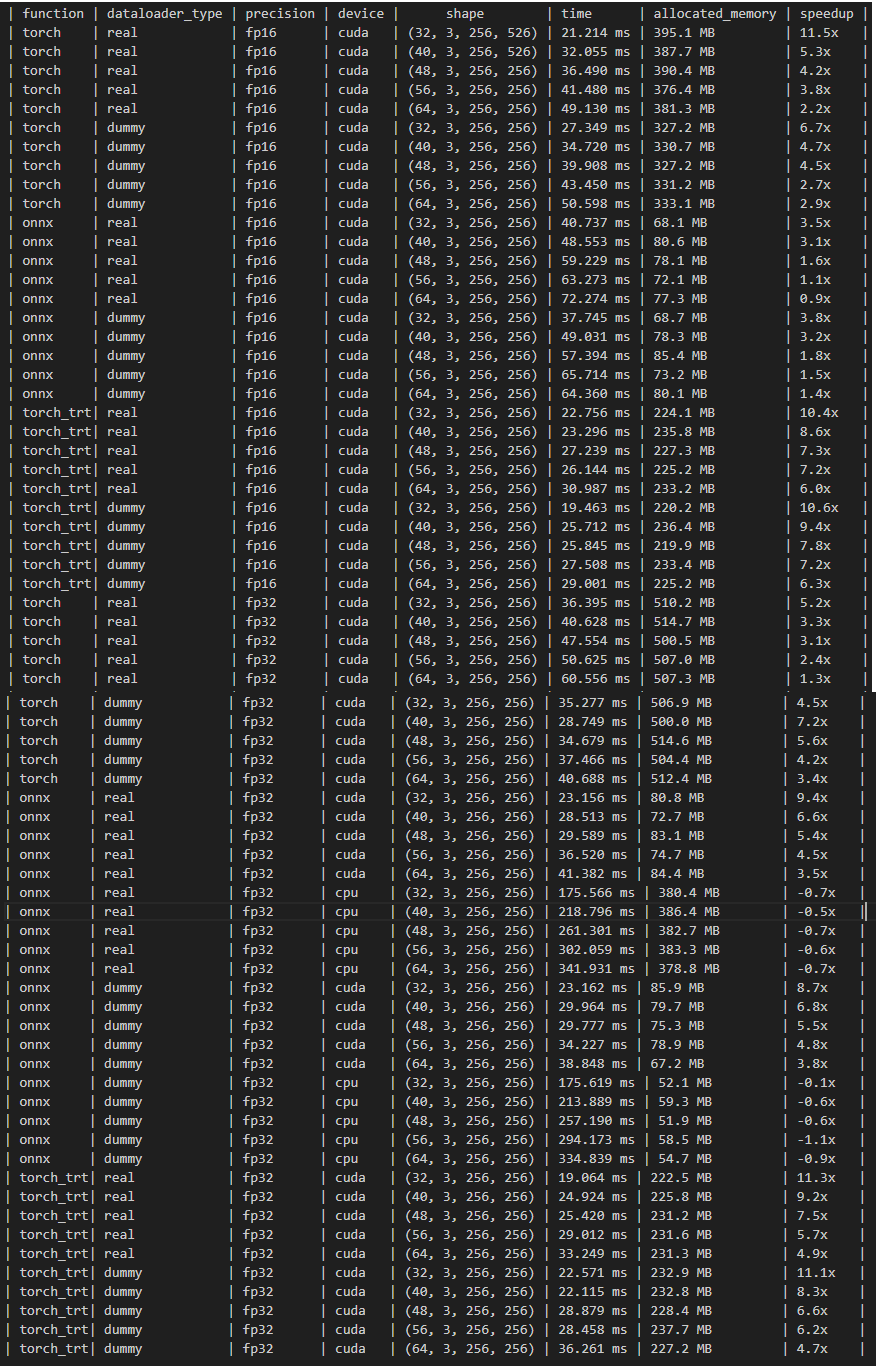 | function | dataloader_type | precision | device | shape | time | allocated_memory | speedup |
| torch | real | fp16 | cuda | (32, 3, 256, 526) | 21.214 ms | 395.1 MB | 11.5x |
| torch | real | fp16 | cuda | (40, 3, 256, 526) | 32.055 ms | 387.7 MB | 5.3x |
| torch | real | fp16 | cuda | (48, 3, 256, 256) | 36.490 ms | 390.4 MB | 4.2x |
| torch | real | fp16 | cuda | (56, 3, 256, 256) | 41.480 ms | 376.4 MB | 3.8x |
| torch | real | fp16 | cuda | (64, 3, 256, 256) | 49.130 ms | 381.3 MB | 2.2x |
| torch | dummy | fp16 | cuda | (32, 3, 256, 256) | 27.349 ms | 327.2 MB | 6.7x |
| torch | dummy | fp16 | cuda | (40, 3, 256, 256) | 34.720 ms | 330.7 MB | 4.7x |
| torch | dummy | fp16 | cuda | (48, 3, 256, 256) | 39.908 ms | 327.2 MB | 4.5x |
| torch | dummy | fp16 | cuda | (56, 3, 256, 256) | 43.450 ms | 331.2 MB | 2.7x |
| torch | dummy | fp16 | cuda | (64, 3, 256, 256) | 50.598 ms | 333.1 MB | 2.9x |
| onnx | real | fp16 | cuda | (32, 3, 256, 256) | 40.737 ms | 68.1 MB | 3.5x |
| onnx | real | fp16 | cuda | (40, 3, 256, 256) | 48.553 ms | 80.6 MB | 3.1x |
| onnx | real | fp16 | cuda | (48, 3, 256, 256) | 59.229 ms | 78.1 MB | 1.6x |
| onnx | real | fp16 | cuda | (56, 3, 256, 256) | 63.273 ms | 72.1 MB | 1.1x |
| onnx | real | fp16 | cuda | (64, 3, 256, 256) | 72.274 ms | 77.3 MB | 0.9x |
| onnx | dummy | fp16 | cuda | (32, 3, 256, 256) | 37.745 ms | 68.7 MB | 3.8x |
| onnx | dummy | fp16 | cuda | (40, 3, 256, 256) | 49.031 ms | 78.3 MB | 3.2x |
| onnx | dummy | fp16 | cuda | (48, 3, 256, 256) | 57.394 ms | 85.4 MB | 1.8x |
| onnx | dummy | fp16 | cuda | (56, 3, 256, 256) | 65.714 ms | 73.2 MB | 1.5x |
| onnx | dummy | fp16 | cuda | (64, 3, 256, 256) | 64.360 ms | 80.1 MB | 1.4x |
| torch_trt| real | fp16 | cuda | (32, 3, 256, 256) | 22.756 ms | 224.1 MB | 10.4x |
| torch_trt| real | fp16 | cuda | (40, 3, 256, 256) | 23.296 ms | 235.8 MB | 8.6x |
| torch_trt| real | fp16 | cuda | (48, 3, 256, 256) | 27.239 ms | 227.3 MB | 7.3x |
| torch_trt| real | fp16 | cuda | (56, 3, 256, 256) | 26.144 ms | 225.2 MB | 7.2x |
| torch_trt| real | fp16 | cuda | (64, 3, 256, 256) | 30.987 ms | 233.2 MB | 6.0x |
| torch_trt| dummy | fp16 | cuda | (32, 3, 256, 256) | 19.463 ms | 220.2 MB | 10.6x |
| torch_trt| dummy | fp16 | cuda | (40, 3, 256, 256) | 25.712 ms | 236.4 MB | 9.4x |
| torch_trt| dummy | fp16 | cuda | (48, 3, 256, 256) | 25.845 ms | 219.9 MB | 7.8x |
| torch_trt| dummy | fp16 | cuda | (56, 3, 256, 256) | 27.508 ms | 233.4 MB | 7.2x |
| torch_trt| dummy | fp16 | cuda | (64, 3, 256, 256) | 29.001 ms | 225.2 MB | 6.3x |
| torch | real | fp32 | cuda | (32, 3, 256, 256) | 36.395 ms | 510.2 MB | 5.2x |
| torch | real | fp32 | cuda | (40, 3, 256, 256) | 40.628 ms | 514.7 MB | 3.3x |
| torch | real | fp32 | cuda | (48, 3, 256, 256) | 47.554 ms | 500.5 MB | 3.1x |
| torch | real | fp32 | cuda | (56, 3, 256, 256) | 50.625 ms | 507.0 MB | 2.4x |
| torch | real | fp32 | cuda | (64, 3, 256, 256) | 60.556 ms | 507.3 MB | 1.3x |
| torch | dummy | fp32 | cuda | (32, 3, 256, 256) | 35.277 ms | 506.9 MB | 4.5x |
| torch | dummy | fp32 | cuda | (40, 3, 256, 256) | 28.749 ms | 500.0 MB | 7.2x |
| torch | dummy | fp32 | cuda | (48, 3, 256, 256) | 34.679 ms | 514.6 MB | 5.6x |
| torch | dummy | fp32 | cuda | (56, 3, 256, 256) | 37.466 ms | 504.4 MB | 4.2x |
| torch | dummy | fp32 | cuda | (64, 3, 256, 256) | 40.688 ms | 512.4 MB | 3.4x |
| onnx | real | fp32 | cuda | (32, 3, 256, 256) | 23.156 ms | 80.8 MB | 9.4x |
| onnx | real | fp32 | cuda | (40, 3, 256, 256) | 28.513 ms | 72.7 MB | 6.6x |
| onnx | real | fp32 | cuda | (48, 3, 256, 256) | 29.589 ms | 83.1 MB | 5.4x |
| onnx | real | fp32 | cuda | (56, 3, 256, 256) | 36.520 ms | 74.7 MB | 4.5x |
| onnx | real | fp32 | cuda | (64, 3, 256, 256) | 41.382 ms | 84.4 MB | 3.5x |
| onnx | real | fp32 | cpu | (32, 3, 256, 256) | 175.566 ms | 380.4 MB | -0.7x |
| onnx | real | fp32 | cpu | (40, 3, 256, 256) | 218.796 ms | 386.4 MB | -0.5x |
| onnx | real | fp32 | cpu | (48, 3, 256, 256) | 261.301 ms | 382.7 MB | -0.7x |
| onnx | real | fp32 | cpu | (56, 3, 256, 256) | 302.059 ms | 383.3 MB | -0.6x |
| onnx | real | fp32 | cpu | (64, 3, 256, 256) | 341.931 ms | 378.8 MB | -0.7x |
| onnx | dummy | fp32 | cuda | (32, 3, 256, 256) | 23.162 ms | 85.9 MB | 8.7x |
| onnx | dummy | fp32 | cuda | (40, 3, 256, 256) | 29.964 ms | 79.7 MB | 6.8x |
| onnx | dummy | fp32 | cuda | (48, 3, 256, 256) | 29.777 ms | 75.3 MB | 5.5x |
| onnx | dummy | fp32 | cuda | (56, 3, 256, 256) | 34.227 ms | 78.9 MB | 4.8x |
| onnx | dummy | fp32 | cuda | (64, 3, 256, 256) | 38.848 ms | 67.2 MB | 3.8x |
| onnx | dummy | fp32 | cpu | (32, 3, 256, 256) | 175.619 ms | 52.1 MB | -0.1x |
| onnx | dummy | fp32 | cpu | (40, 3, 256, 256) | 213.889 ms | 59.3 MB | -0.6x |
| onnx | dummy | fp32 | cpu | (48, 3, 256, 256) | 257.190 ms | 51.9 MB | -0.6x |
| onnx | dummy | fp32 | cpu | (56, 3, 256, 256) | 294.173 ms | 58.5 MB | -1.1x |
| onnx | dummy | fp32 | cpu | (64, 3, 256, 256) | 334.839 ms | 54.7 MB | -0.9x |
| torch_trt| real | fp32 | cuda | (32, 3, 256, 256) | 19.064 ms | 222.5 MB | 11.3x |
| torch_trt| real | fp32 | cuda | (40, 3, 256, 256) | 24.924 ms | 225.8 MB | 9.2x |
| torch_trt| real | fp32 | cuda | (48, 3, 256, 256) | 25.420 ms | 231.2 MB | 7.5x |
| torch_trt| real | fp32 | cuda | (56, 3, 256, 256) | 29.012 ms | 231.6 MB | 5.7x |
| torch_trt| real | fp32 | cuda | (64, 3, 256, 256) | 33.249 ms | 231.3 MB | 4.9x |
| torch_trt| dummy | fp32 | cuda | (32, 3, 256, 256) | 22.571 ms | 232.9 MB | 11.1x |
| torch_trt| dummy | fp32 | cuda | (40, 3, 256, 256) | 22.115 ms | 232.8 MB | 8.3x |
| torch_trt| dummy | fp32 | cuda | (48, 3, 256, 256) | 28.879 ms | 228.4 MB | 6.6x |
| torch_trt| dummy | fp32 | cuda | (56, 3, 256, 256) | 28.458 ms | 237.7 MB | 6.2x |
| torch_trt| dummy | fp32 | cuda | (64, 3, 256, 256) | 36.261 ms | 227.2 MB | 4.7x |